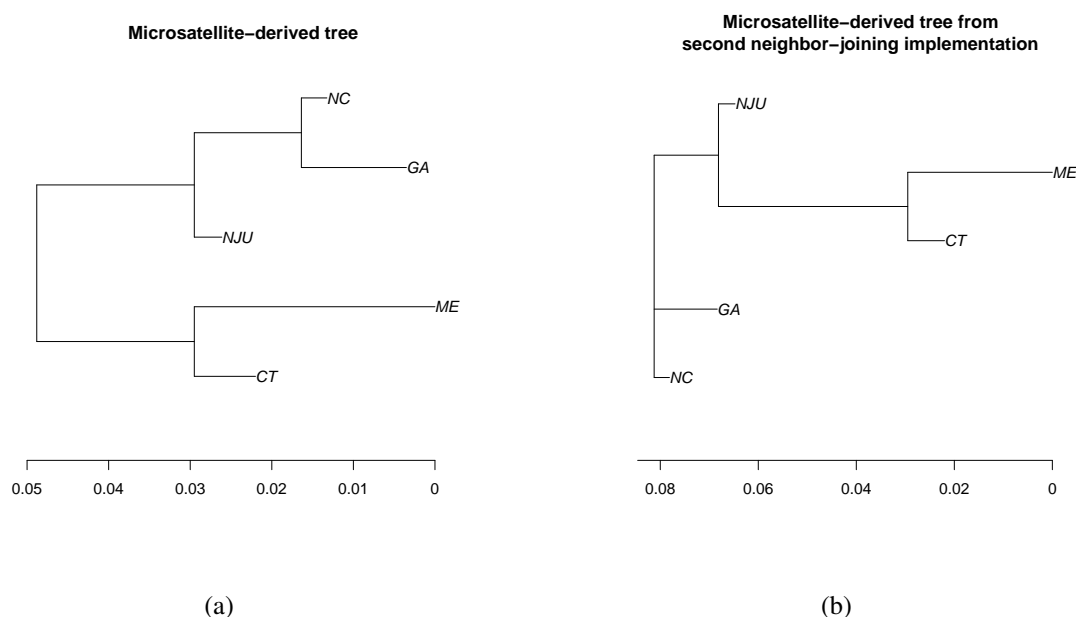 Microsatellite−derived tree
NC
GA
NJU
ME
CT
0.05 0.04 0.03 0.02 0.01 0
(a)
Microsatellite−derived tree from
second neighbor−joining implementation
NJU
ME
CT
GA
NC
0.08 0.06 0.04 0.02 0
(b)